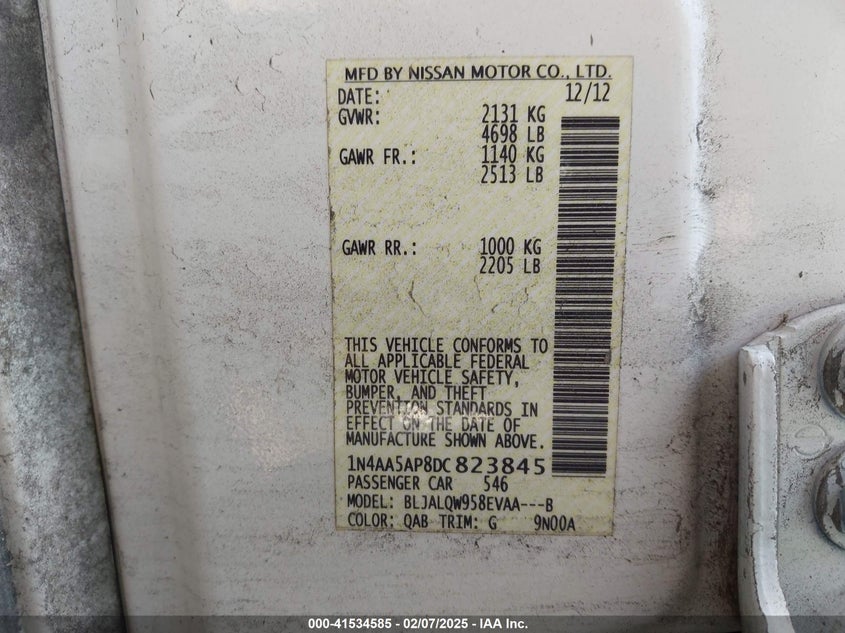 MFD BY NISSAN MOTOR CO., LTD.
DATE: 12/12
GVWR: 2131 KG
4698 LB
GAWR FR.: 1140 KG
2513 LB
GAWR RR.: 1000 KG
2205 LB
THIS VEHICLE CONFORMS TO
ALL APPLICABLE FEDERAL
MOTOR VEHICLE SAFETY,
BUMPER, AND THEFT
PREVENTION STANDARDS IN
EFFECT ON THE DATE OF
MANUFACTURE SHOWN ABOVE.
1N4AA5AP8DC823845
PASSENGER CAR 546
MODEL: BLJALQW958EVAA---B
COLOR: QAB TRIM: G 9N00A
000-41534585 - 02/07/2025 - IAA Inc.